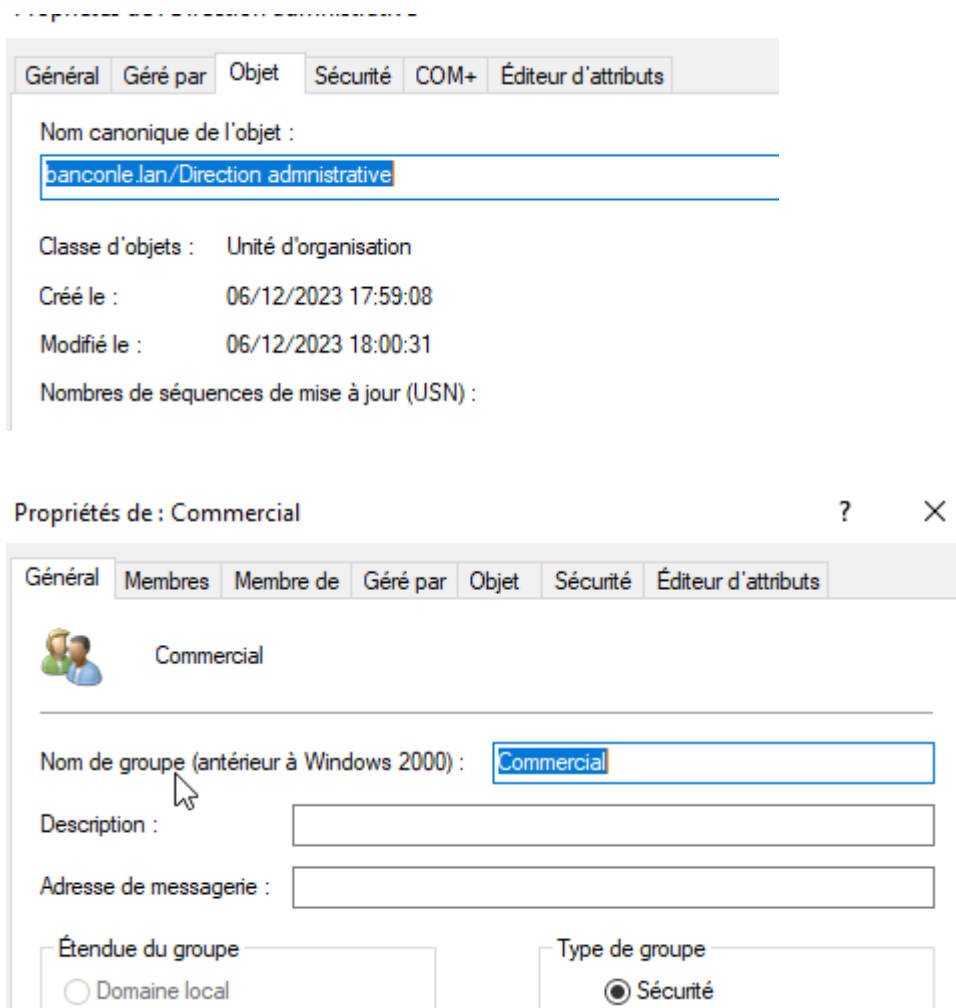 Général Géré par Objet Sécurité COM+ Éditeur d'attributs
Nom canonique de l'objet :
banconle.lan/Direction admnistrative
Classe d'objets : Unité d'organisation
Créé le : 06/12/2023 17:59:08
Modifié le : 06/12/2023 18:00:31
Nombres de séquences de mise à jour (USN) :
Propriétés de : Commercial ? ×
Général Membres Membre de Géré par Objet Sécurité Éditeur d'attributs
Commercial
Nom de groupe (antérieur à Windows 2000) : Commercial
Description :
Adresse de messagerie :
Étendue du groupe Type de groupe
Domaine local Sécurité